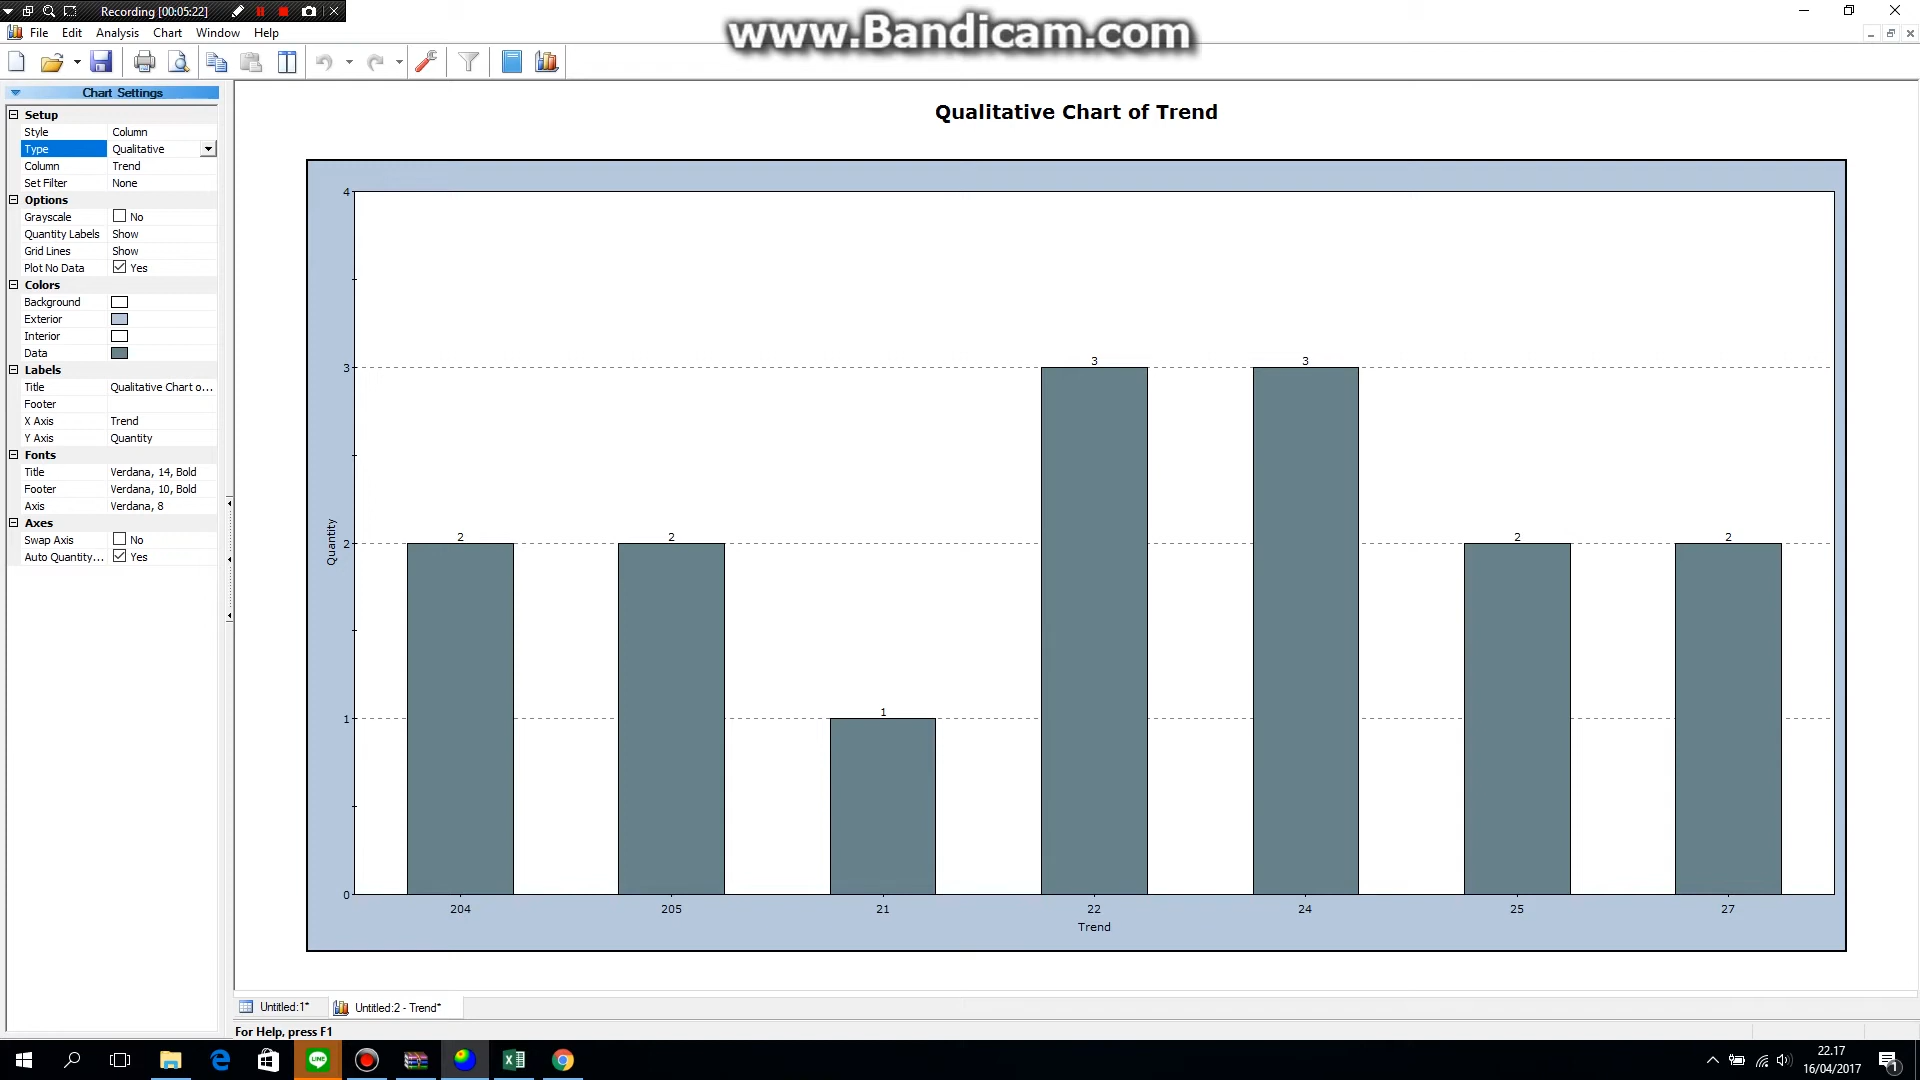 Recording [00:05:22]
www.Bandicam.com
File Edit Analysis Chart Window Help
Chart Settings
Setup
Style Column
Type Qualitative
Column Trend
Set Filter None
Options
Grayscale No
Quantity Labels Show
Grid Lines Show
Plot No Data Yes
Colors
Background
Exterior
Interior
Data
Labels
Title Qualitative Chart o...
Footer
X Axis Trend
Y Axis Quantity
Fonts
Title Verdana, 14, Bold
Footer Verdana, 10, Bold
Axis Verdana, 8
Axes
Swap Axis No
Auto Quantity... Yes
Qualitative Chart of Trend
4
3
2
1
0
Quantity
2 2 1 3 3 2 2
204 205 21 22 24 25 27
Trend
Untitled:1* Untitled:2 - Trend*
For Help, press F1
LINE
22.17
16/04/2017
1